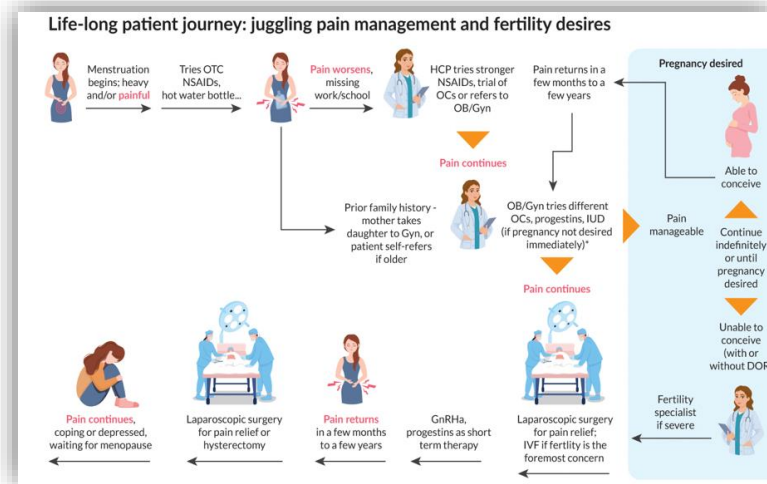 Life-long patient journey: juggling pain management and fertility desires
Menstruation
begins; heavy
and/or painful
Tries OTC
NSAIDs,
hot water bottle...
Pain worsens,
missing
work/school
HCP tries stronger
NSAIDs, trial of
OCs or refers to
OB/Gyn
Pain returns in a
few months to a
few years
Pregnancy desired
Able to
conceive
Pain continues
Prior family history -
mother takes
daughter to Gyn, or
patient self-refers
if older
OB/Gyn tries different
OCs, progestins, IUD
(if pregnancy not desired
immediately)*
Pain
manageable
Continue
indefinitely
or until
pregnancy
desired
Pain continues
Unable to
conceive
(with or
without DOR
Fertility
specialist
if severe
Laparoscopic surgery
for pain relief;
IVF if fertlity is the
foremost concern
GnRHa,
progestins as short
term therapy
Pain returns
in a few months
to a few years
Laparoscopic surgery
for pain relief or
hysterectomy
Pain continues,
coping or depressed,
waiting for menopause